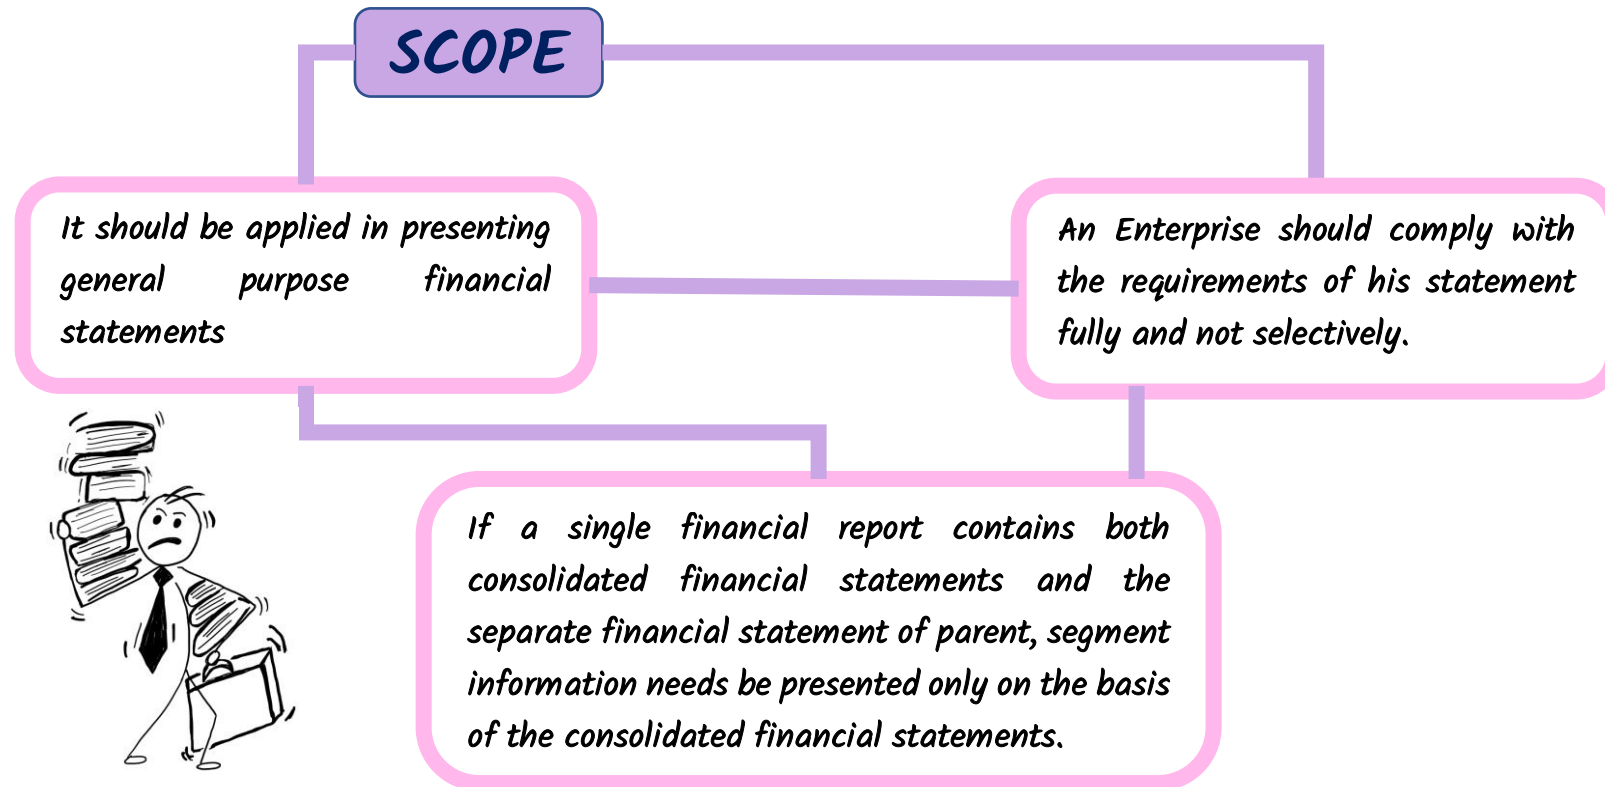 SCOPE
It should be applied in presenting
general purpose financial
statements
An Enterprise should comply with
the requirements of his statement
fully and not selectively.
If a single financial report contains both
consolidated financial statements and the
separate financial statement of parent, segment
information needs be presented only on the basis
of the consolidated financial statements.